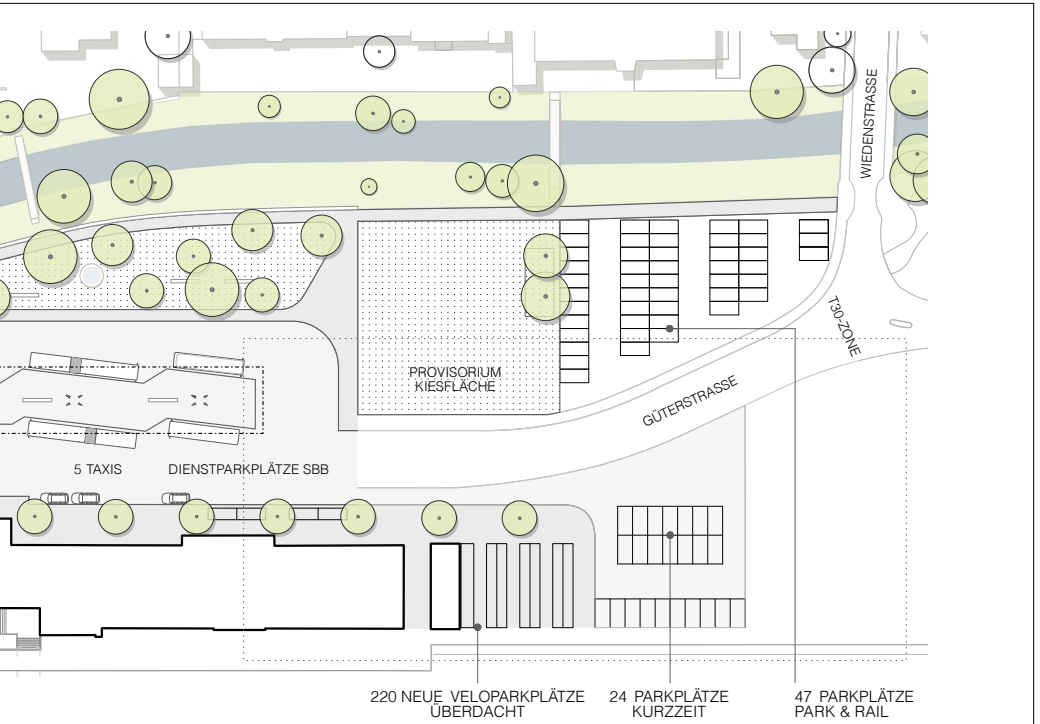 WIEDENSTRASSE
T30-ZONE
PROVISORIUM
KIESFLÄCHE
GÜTERSTRASSE
5 TAXIS
DIENSTPARKPLÄTZE SBB
220 NEUE VELOPARKPLÄTZE
ÜBERDACHT
24 PARKPLÄTZE
KURZZEIT
47 PARKPLÄTZE
PARK & RAIL